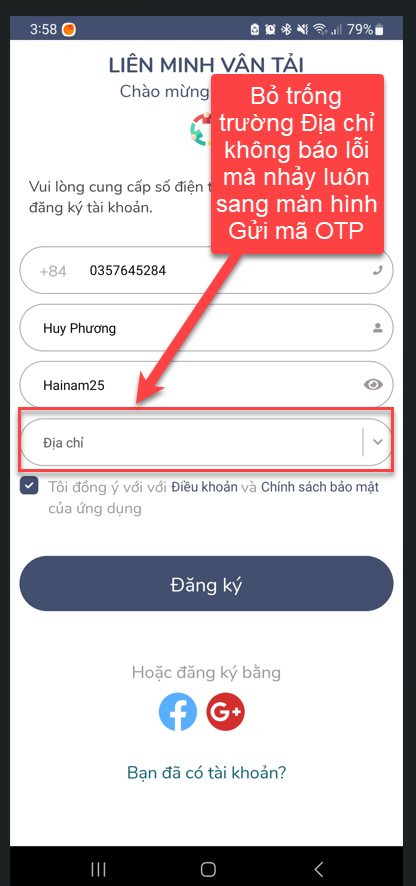 3:58
79%
LIÊN MINH VẬN TẢI
Chào mừng
Bỏ trống
trường Địa chỉ
không báo lỗi
mà nhảy luôn
sang màn hình
Gửi mã OTP
Vui lòng cung cấp số điện t
đăng ký tài khoản.
+84 0357645284
Huy Phương
Hainam25
Địa chỉ
Tôi đồng ý với với Điều khoản và Chính sách bảo mật
của ứng dụng
Đăng ký
Hoặc đăng ký bằng
G+
Bạn đã có tài khoản?